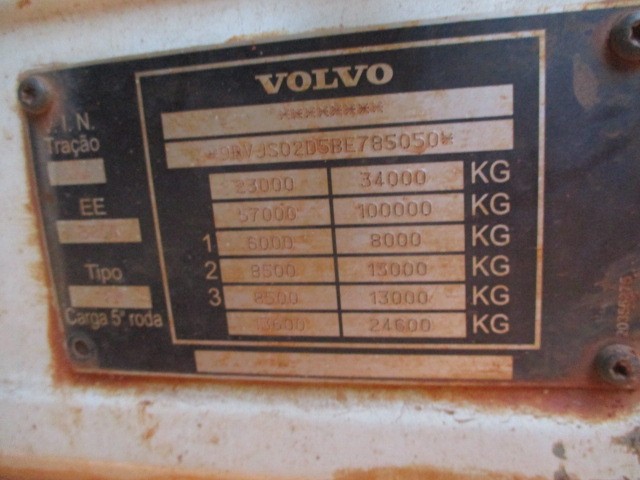 VOLVO
********
*9BVJS02D5BE785050*
V.I.N.
Tração
EE
Tipo
Carga 5ª roda
23000 34000 KG
57000 100000 KG
1 6000 8000 KG
2 8500 13000 KG
3 8500 13000 KG
24600 KG